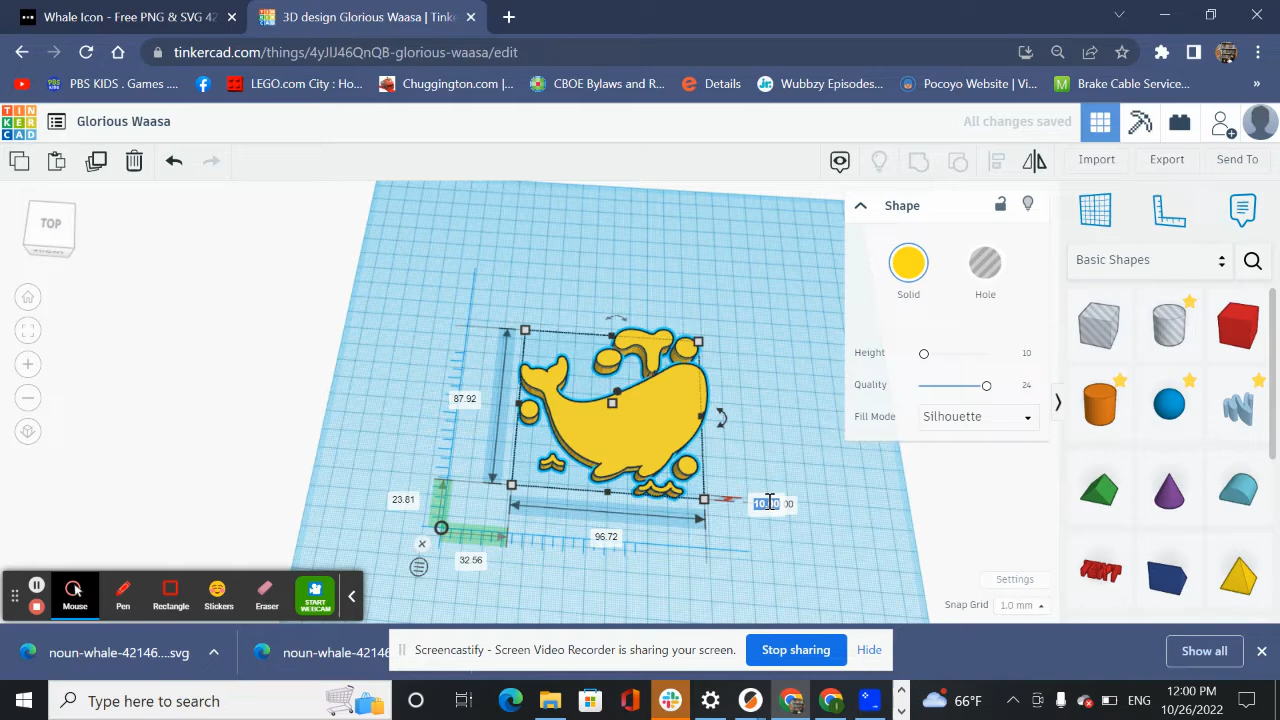 Whale Icon - Free PNG & SVG 42
3D design Glorious Waasa | Tinke
tinkercad.com/things/4yJlJ46QnQB-glorious-waasa/edit
PBS KIDS . Games ....
LEGO.com City : Ho...
Chuggington.com |...
CBOE Bylaws and R...
Details
Wubbzy Episodes...
Pocoyo Website | Vi...
Brake Cable Service...
TIN
KER
CAD
Glorious Waasa
All changes saved
Import
Export
Send To
TOP
Shape
Solid
Hole
Height
10
Quality
24
Fill Mode
Silhouette
Basic Shapes
87.92
23.81
96.72
32.56
Settings
Snap Grid
1.0 mm
Mouse
Pen
Rectangle
Stickers
Eraser
START
WEBCAM
noun-whale-42146....svg
noun-whale-42146
Screencastify - Screen Video Recorder is sharing your screen.
Stop sharing
Hide
Show all
Type here to search
66°F
ENG
12:00 PM
10/26/2022